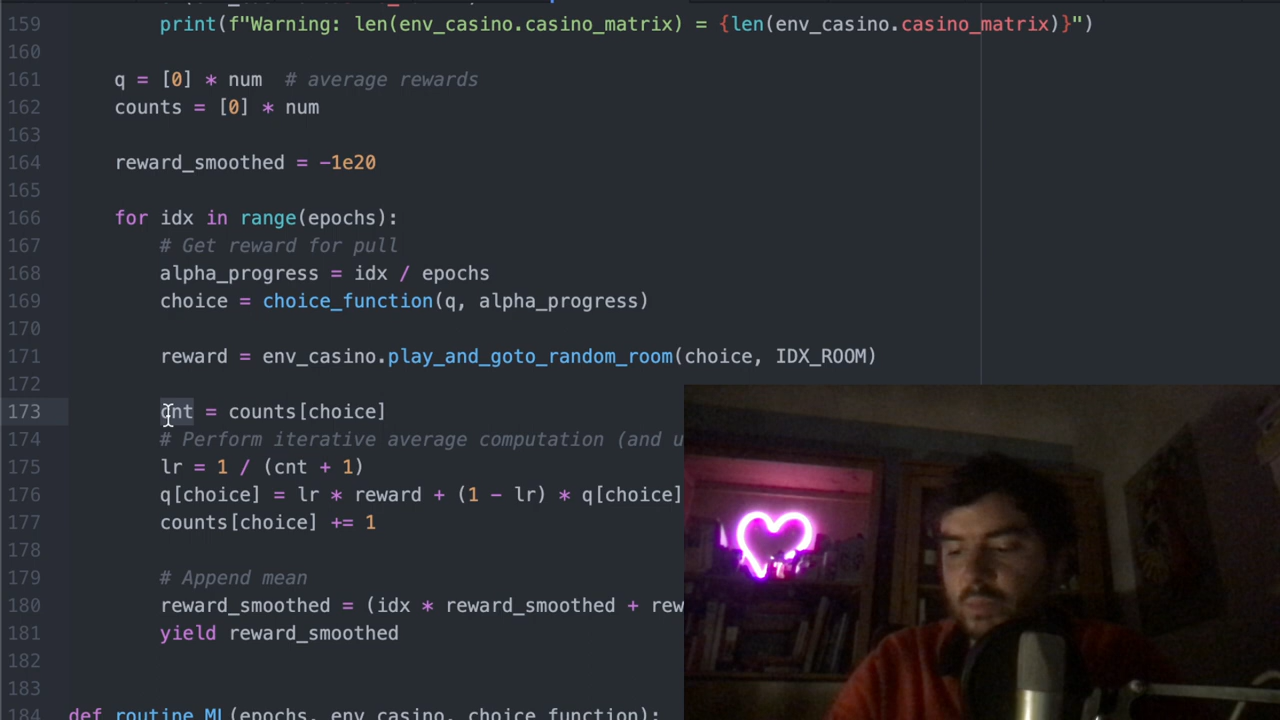 159 print(f"Warning: len(env_casino.casino_matrix) = {len(env_casino.casino_matrix)}")
160
161 q = [0] * num # average rewards
162 counts = [0] * num
163
164 reward_smoothed = -1e20
165
166 for idx in range(epochs):
167 # Get reward for pull
168 alpha_progress = idx / epochs
169 choice = choice_function(q, alpha_progress)
170
171 reward = env_casino.play_and_goto_random_room(choice, IDX_ROOM)
172
173 cnt = counts[choice]
174 # Perform iterative average computation (and u
175 lr = 1 / (cnt + 1)
176 q[choice] = lr * reward + (1 - lr) * q[choice]
177 counts[choice] += 1
178
179 # Append mean
180 reward_smoothed = (idx * reward_smoothed + rew
181 yield reward_smoothed
182
183
184 def routine_ML(epochs, env_casino, choice_function):